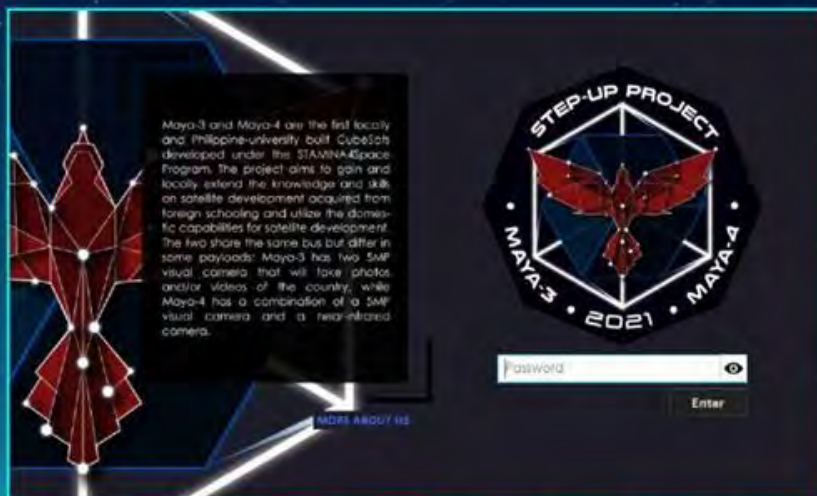 Maya-3 and Maya-4 are the first locally
and Philippine-university built CubeSats
developed under the STAMINA4Space
Program. The project aims to gain and
locally extend the knowledge and skills
on satellite development acquired from
foreign schooling and utilize the domes-
tic capabilities for satellite development.
The two share the same bus but differ in
some payloads: Maya-3 has two 5MP
visual camera that will take photos
and/or videos of the country, while
Maya-4 has a combination of a 5MP
visual camera and a near-infrared
camera.
MORE ABOUT US
STEP-UP PROJECT
MAYA-3 • 2021 • MAYA-4
Password
Enter